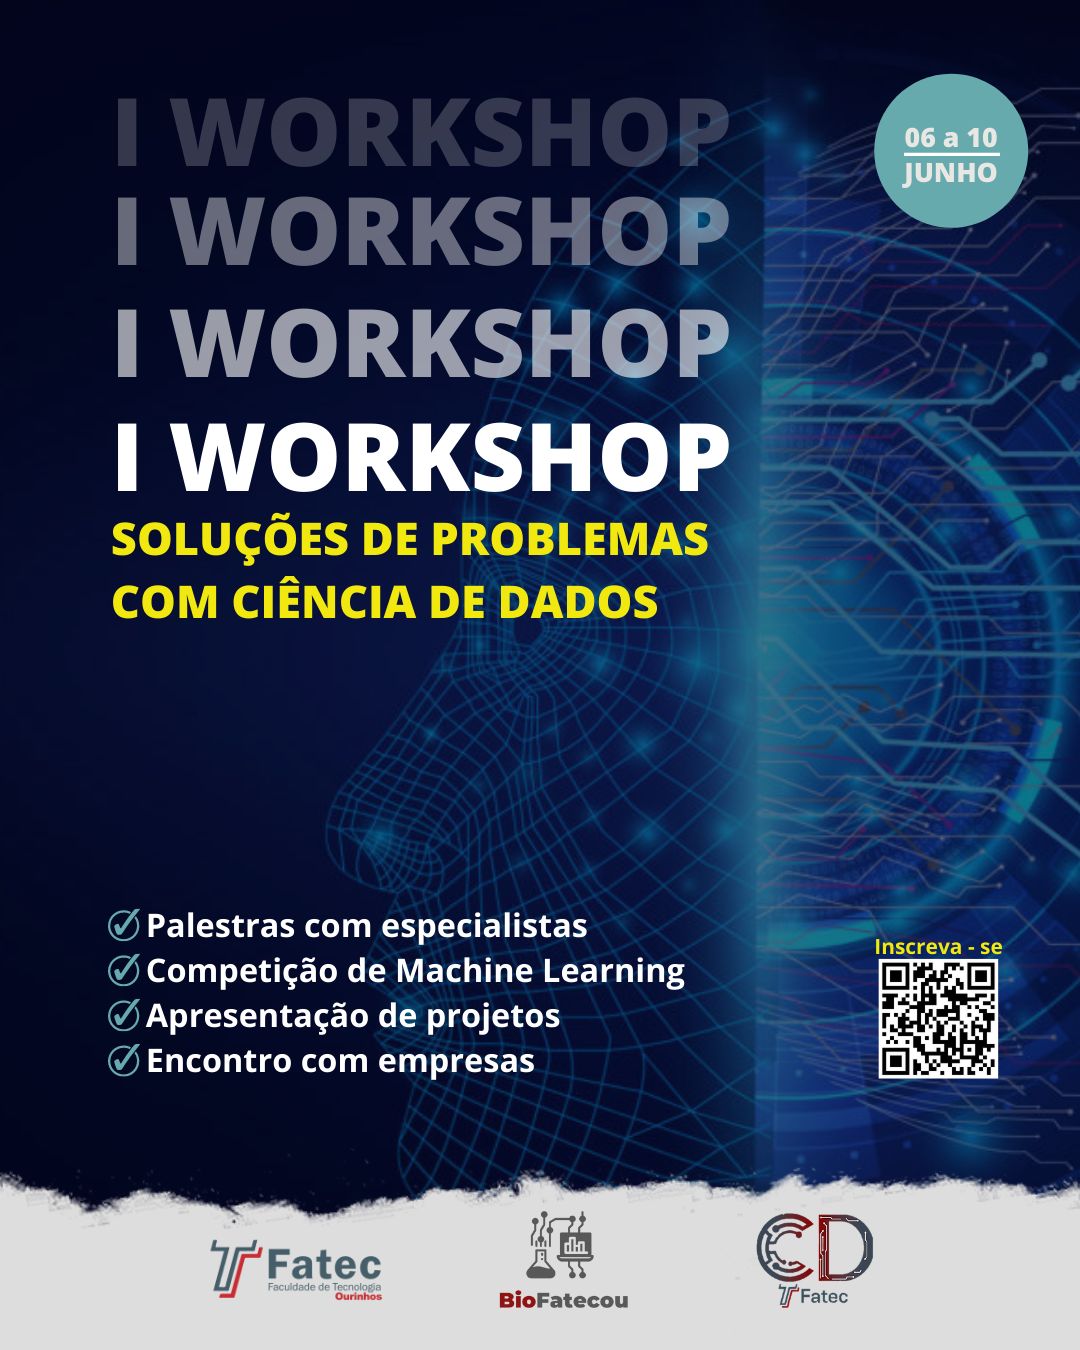 I WORKSHOP
06 a 10
JUNHO
I WORKSHOP
I WORKSHOP
I WORKSHOP
SOLUÇÕES DE PROBLEMAS
COM CIÊNCIA DE DADOS
Palestras com especialistas
Competição de Machine Learning
Apresentação de projetos
Encontro com empresas
Inscreva - se
Fatec
Faculdade de Tecnologia
Ourinhos
BioFatecou
CD
Fatec